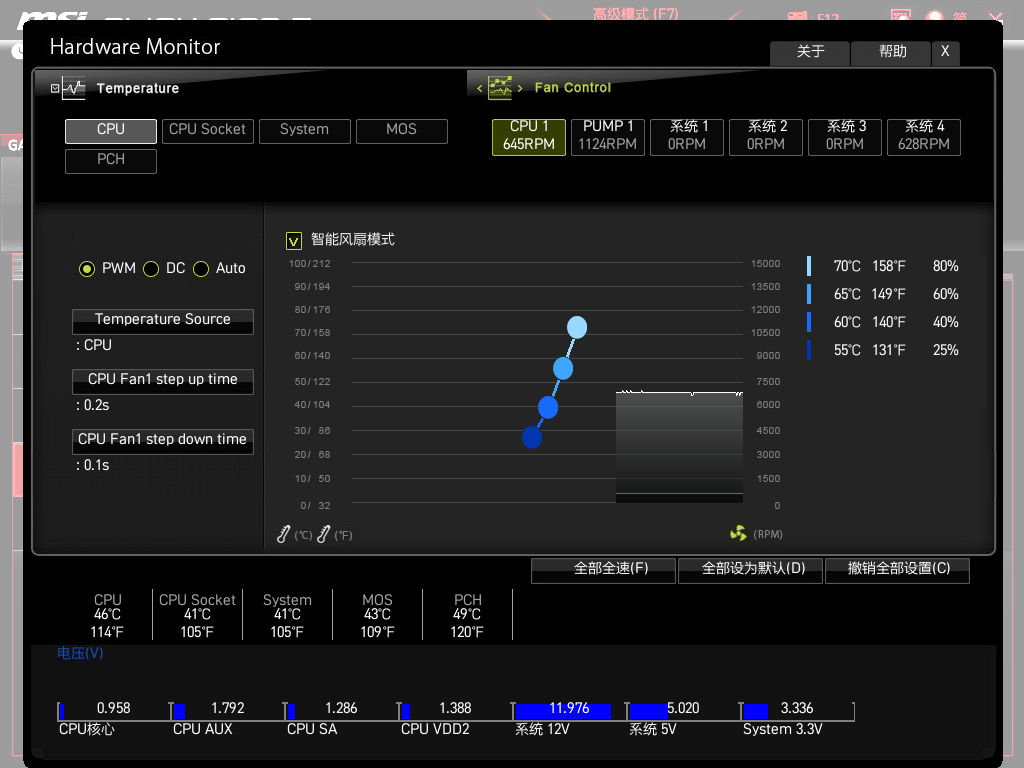 高级模式 (F7)
F12
简
X
Hardware Monitor
关于
帮助
X
GA
Temperature
Fan Control
CPU
CPU Socket
System
MOS
PCH
CPU 1
645RPM
PUMP 1
1124RPM
系统 1
0RPM
系统 2
0RPM
系统 3
0RPM
系统 4
628RPM
PWM
DC
Auto
Temperature Source
: CPU
CPU Fan1 step up time
: 0.2s
CPU Fan1 step down time
: 0.1s
V 智能风扇模式
100/212 15000
90/194 13500
80/176 12000
70/158 10500
60/140 9000
50/122 7500
40/104 6000
30/ 86 4500
20/ 68 3000
10/ 50 1500
0/ 32 0
(℃) (℉)
(RPM)
70℃ 158℉ 80%
65℃ 149℉ 60%
60℃ 140℉ 40%
55℃ 131℉ 25%
全部全速(F)
全部设为默认(D)
撤销全部设置(C)
CPU
46℃
114℉
CPU Socket
41℃
105℉
System
41℃
105℉
MOS
43℃
109℉
PCH
49℃
120℉
电压(V)
0.958
CPU核心
1.792
CPU AUX
1.286
CPU SA
1.388
CPU VDD2
11.976
系统 12V
5.020
系统 5V
3.336
System 3.3V